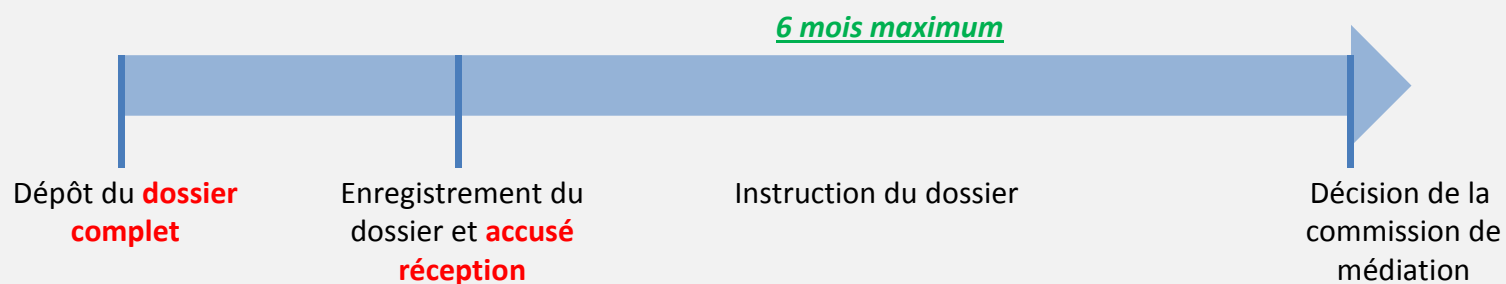 6 mois maximum
Dépôt du dossier
complet
Enregistrement du
dossier et accusé
réception
Instruction du dossier
Décision de la
commission de
médiation